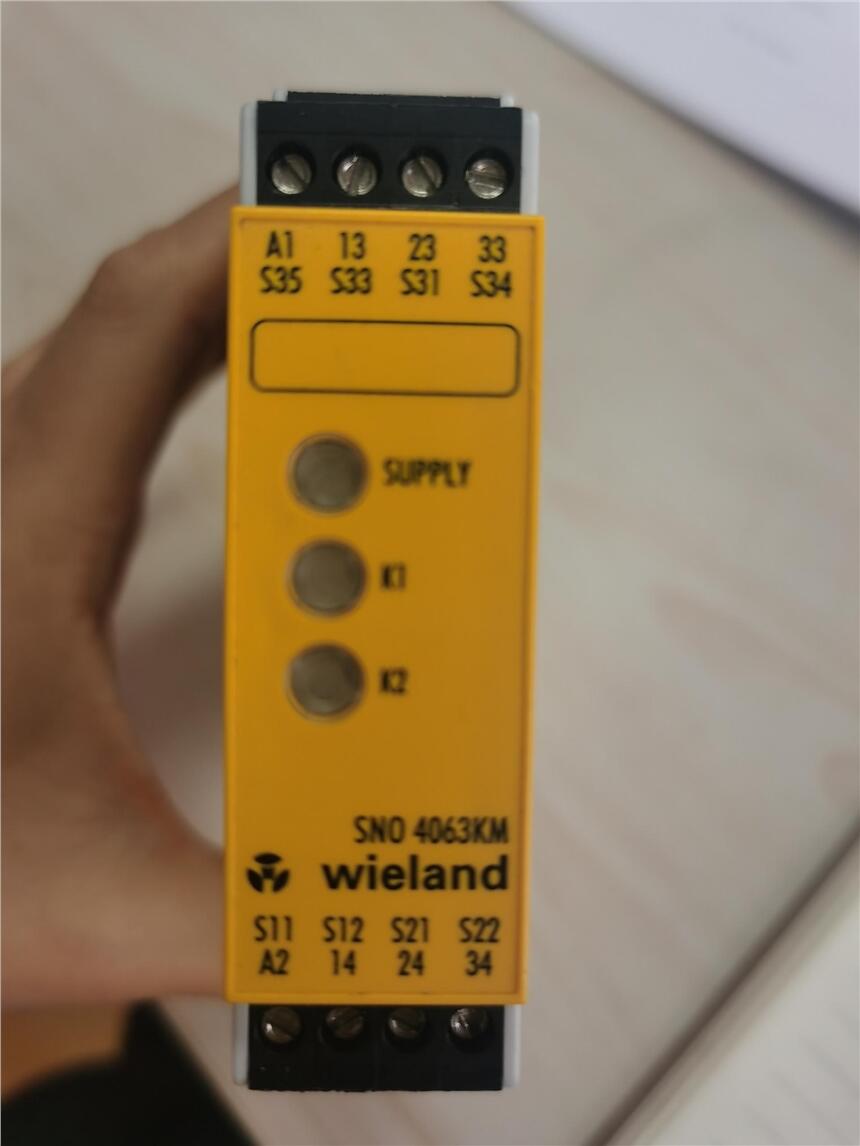 A1 13 23 33
S35 S33 S31 S34
SUPPLY
K1
K2
SNO 4063KM
wieland
S11 S12 S21 S22
A2 14 24 34